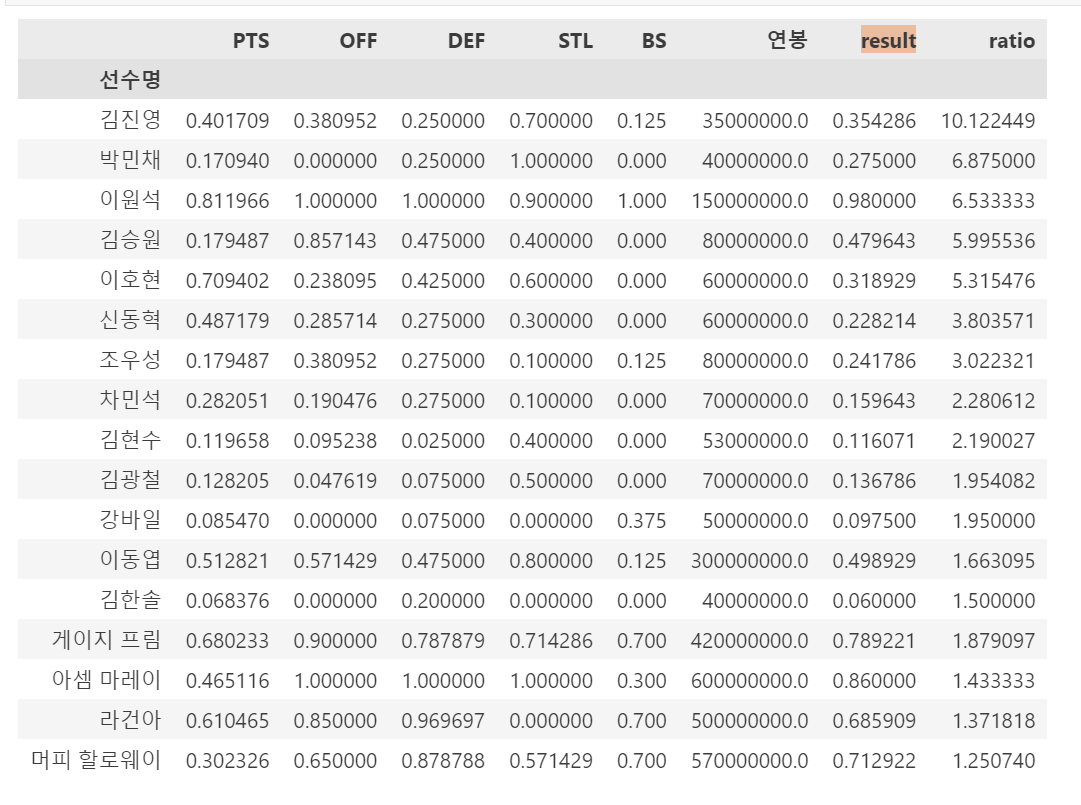 PTS OFF DEF STL BS 연봉 result ratio
선수명
김진영 0.401709 0.380952 0.250000 0.700000 0.125 35000000.0 0.354286 10.122449
박민채 0.170940 0.000000 0.250000 1.000000 0.000 40000000.0 0.275000 6.875000
이원석 0.811966 1.000000 1.000000 0.900000 1.000 150000000.0 0.980000 6.533333
김승원 0.179487 0.857143 0.475000 0.400000 0.000 80000000.0 0.479643 5.995536
이호현 0.709402 0.238095 0.425000 0.600000 0.000 60000000.0 0.318929 5.315476
신동혁 0.487179 0.285714 0.275000 0.300000 0.000 60000000.0 0.228214 3.803571
조우성 0.179487 0.380952 0.275000 0.100000 0.125 80000000.0 0.241786 3.022321
차민석 0.282051 0.190476 0.275000 0.100000 0.000 70000000.0 0.159643 2.280612
김현수 0.119658 0.095238 0.025000 0.400000 0.000 53000000.0 0.116071 2.190027
김광철 0.128205 0.047619 0.075000 0.500000 0.000 70000000.0 0.136786 1.954082
강바일 0.085470 0.000000 0.075000 0.000000 0.375 50000000.0 0.097500 1.950000
이동엽 0.512821 0.571429 0.475000 0.800000 0.125 300000000.0 0.498929 1.663095
김한솔 0.068376 0.000000 0.200000 0.000000 0.000 40000000.0 0.060000 1.500000
게이지 프림 0.680233 0.900000 0.787879 0.714286 0.700 420000000.0 0.789221 1.879097
아셈 마레이 0.465116 1.000000 1.000000 1.000000 0.300 600000000.0 0.860000 1.433333
라건아 0.610465 0.850000 0.969697 0.000000 0.700 500000000.0 0.685909 1.371818
머피 할로웨이 0.302326 0.650000 0.878788 0.571429 0.700 570000000.0 0.712922 1.250740